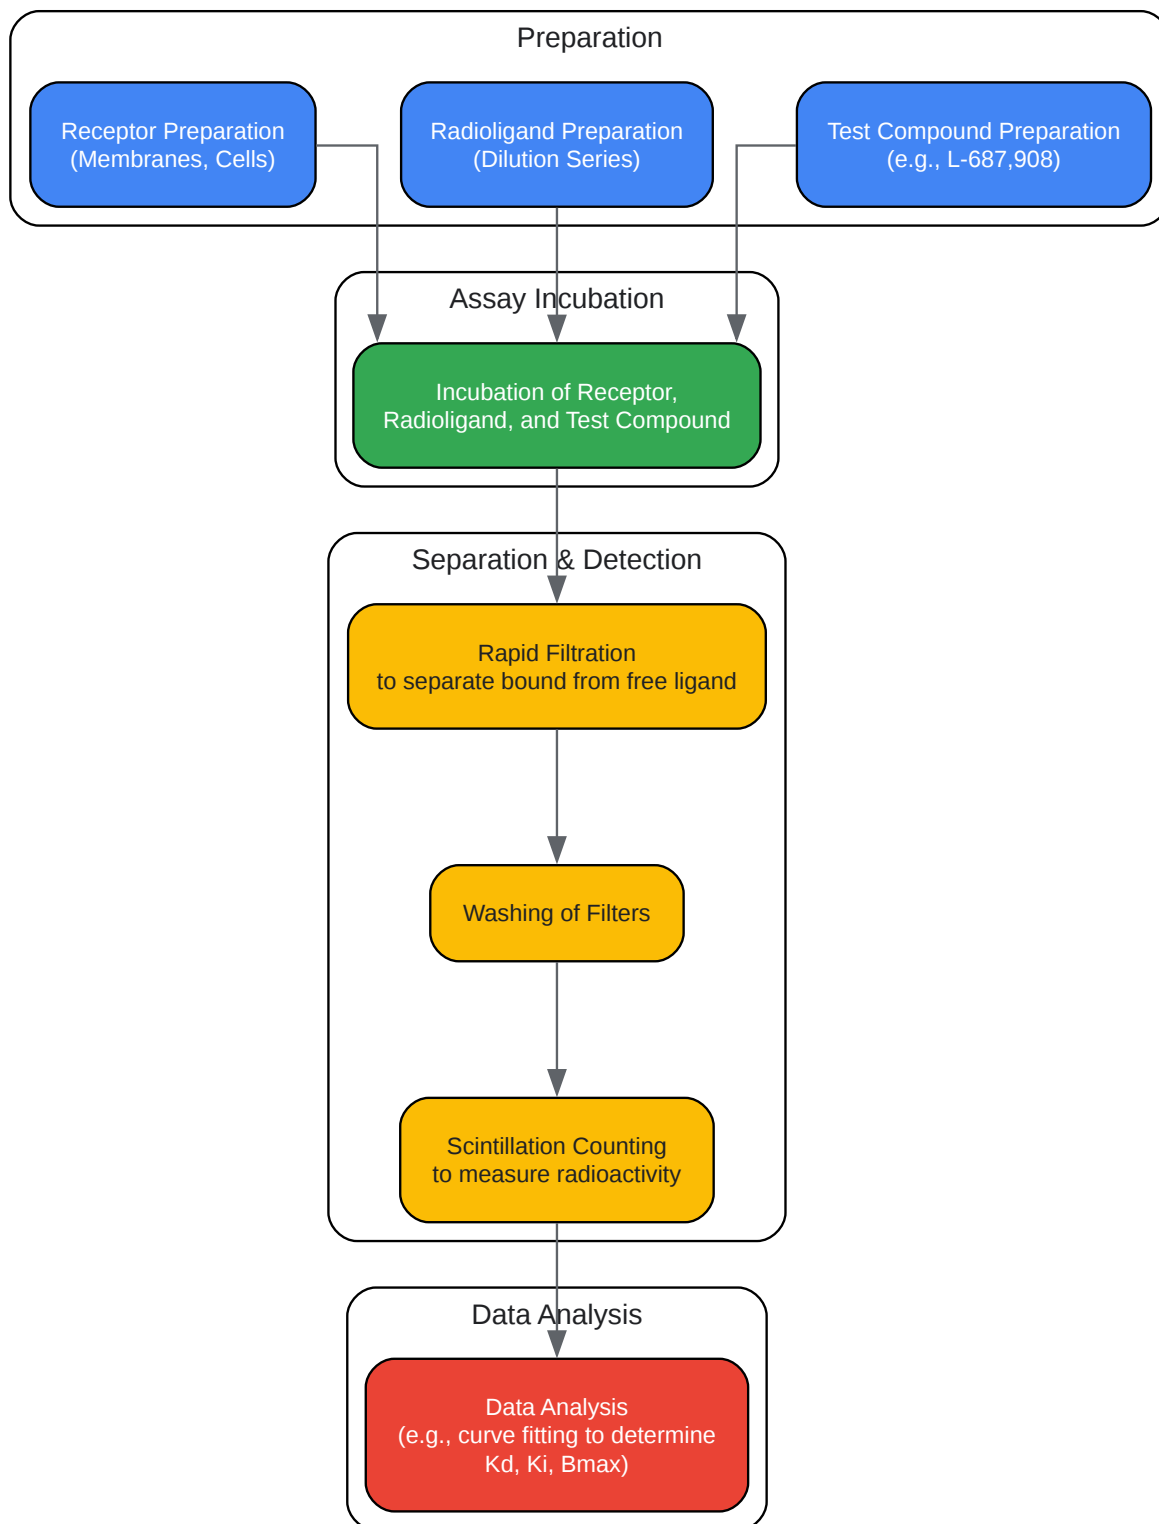 Preparation
Receptor Preparation
(Membranes, Cells)
Radioligand Preparation
(Dilution Series)
Test Compound Preparation
(e.g., L-687,908)
Assay Incubation
Incubation of Receptor,
Radioligand, and Test Compound
Separation & Detection
Rapid Filtration
to separate bound from free ligand
Washing of Filters
Scintillation Counting
to measure radioactivity
Data Analysis
Data Analysis
(e.g., curve fitting to determine
Kd, Ki, Bmax)